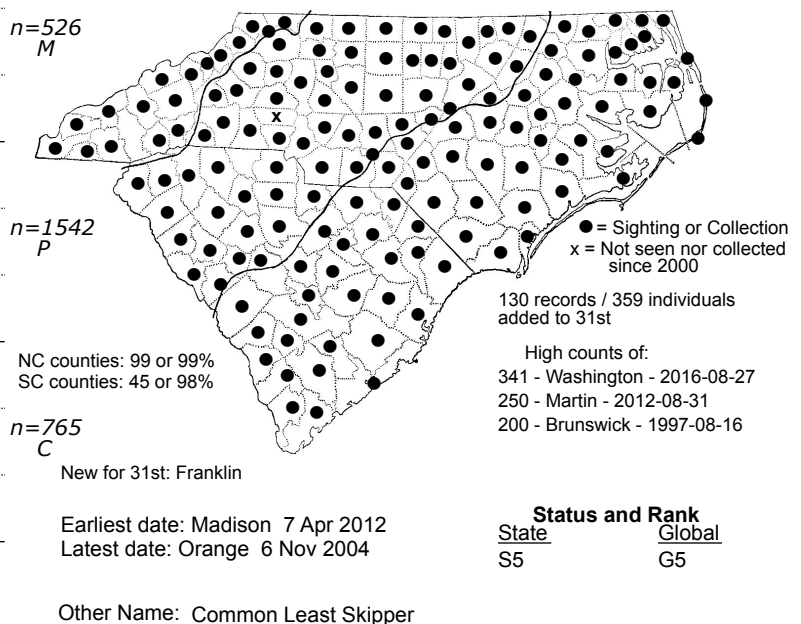 n=526
M
x
n=1542
P
● = Sighting or Collection
x = Not seen nor collected
since 2000
130 records / 359 individuals
added to 31st
NC counties: 99 or 99%
SC counties: 45 or 98%
High counts of:
341 - Washington - 2016-08-27
250 - Martin - 2012-08-31
200 - Brunswick - 1997-08-16
n=765
C
New for 31st: Franklin
Earliest date: Madison 7 Apr 2012
Latest date: Orange 6 Nov 2004
Status and Rank
State Global
S5 G5
Other Name: Common Least Skipper